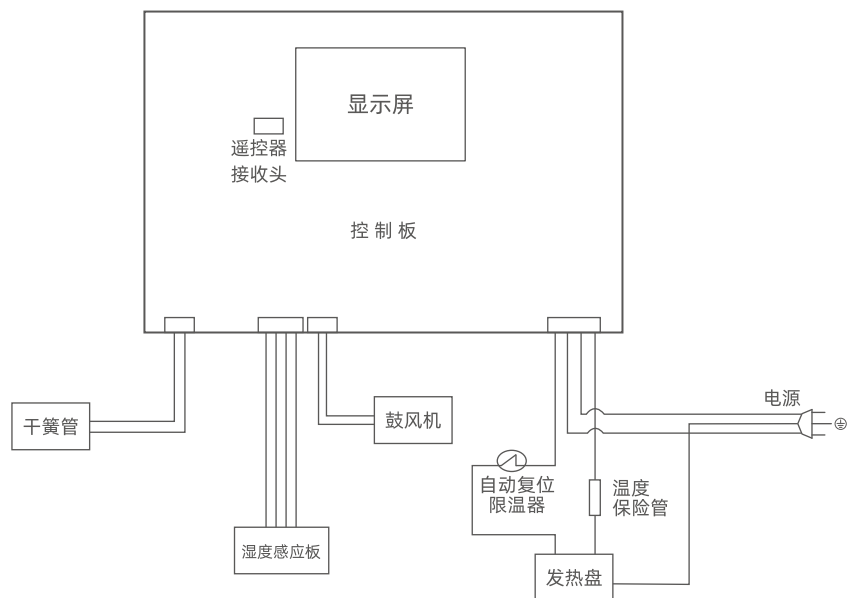 显示屏
遥控器
接收头
控制板
电源
干簧管
鼓风机
自动复位
限温器
温度
保险管
湿度感应板
发热盘